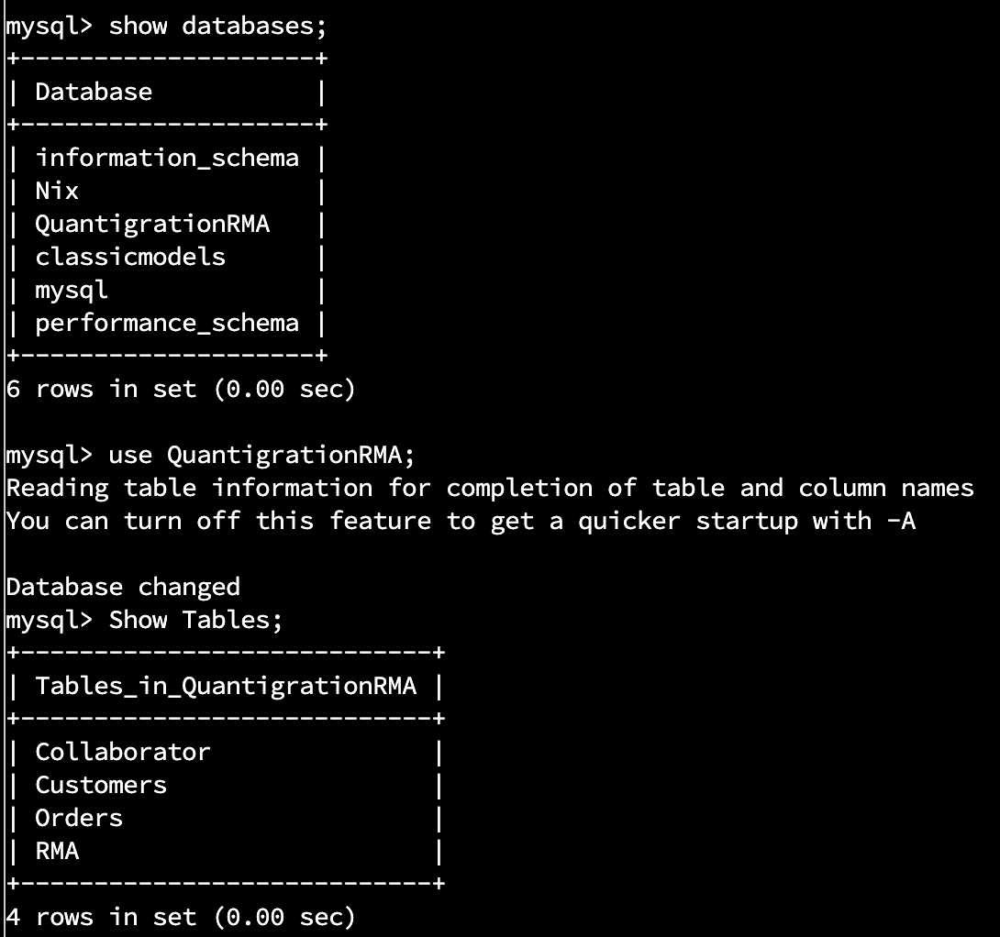 mysql> show databases;
+--------------------+
| Database           |
+--------------------+
| information_schema |
| Nix                |
| QuantigrationRMA   |
| classicmodels      |
| mysql              |
| performance_schema |
+--------------------+
6 rows in set (0.00 sec)

mysql> use QuantigrationRMA;
Reading table information for completion of table and column names
You can turn off this feature to get a quicker startup with -A

Database changed
mysql> Show Tables;
+----------------------------+
| Tables_in_QuantigrationRMA |
+----------------------------+
| Collaborator               |
| Customers                  |
| Orders                     |
| RMA                        |
+----------------------------+
4 rows in set (0.00 sec)